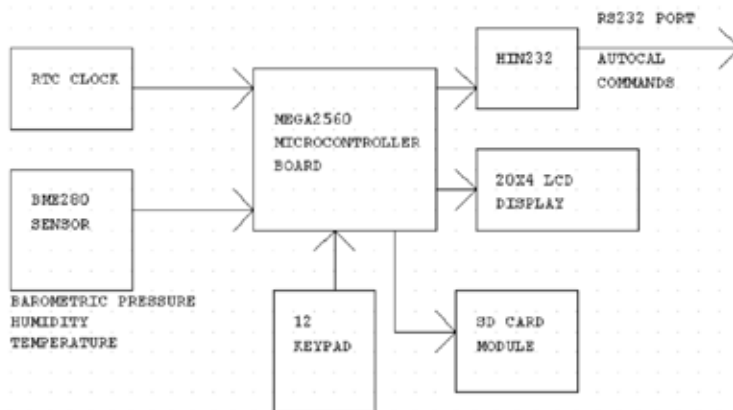 RS232 PORT
HIN232
AUTOCAL
COMMANDS
RTC CLOCK
MEGA2560
MICROCONTROLLER
BOARD
20X4 LCD
DISPLAY
BME280
SENSOR
BAROMETRIC PRESSURE
HUMIDITY
TEMPERATURE
12
KEYPAD
SD CARD
MODULE